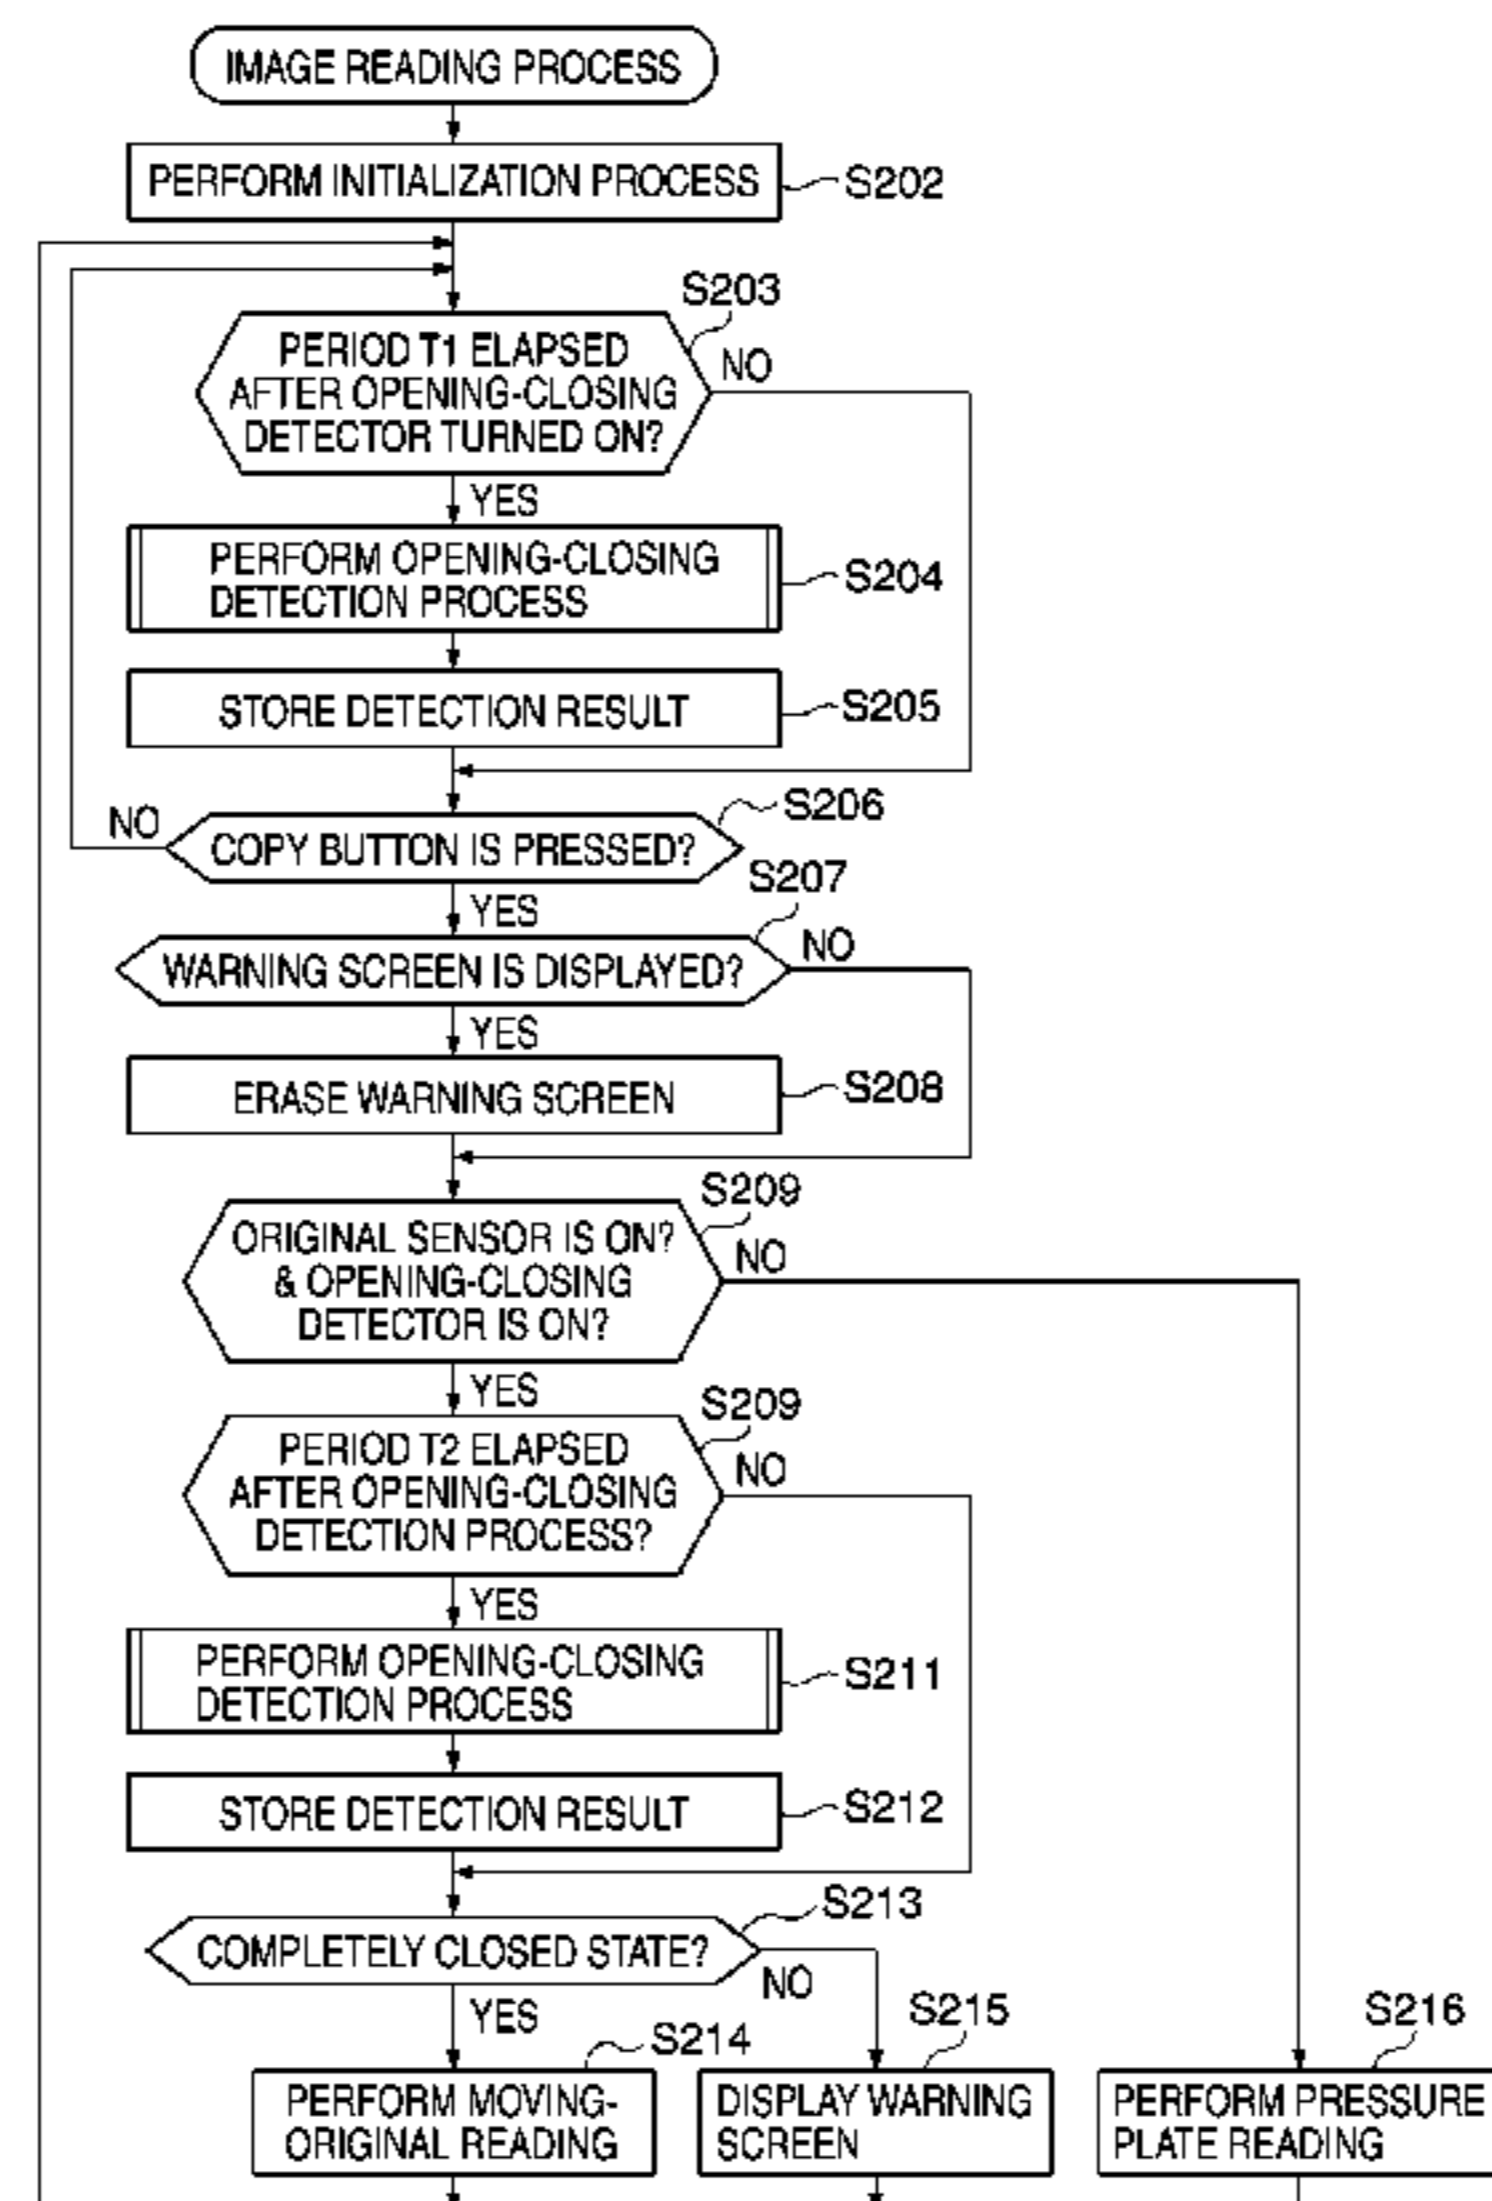 IMAGE READING PROCESS
PERFORM INITIALIZATION PROCESS
S202
S203
PERIOD T1 ELAPSED
AFTER OPENING-CLOSING
DETECTOR TURNED ON?
NO
YES
PERFORM OPENING-CLOSING
DETECTION PROCESS
S204
STORE DETECTION RESULT
S205
S206
NO
COPY BUTTON IS PRESSED?
YES
S207
WARNING SCREEN IS DISPLAYED?
NO
YES
ERASE WARNING SCREEN
S208
S209
ORIGINAL SENSOR IS ON?
& OPENING-CLOSING
DETECTOR IS ON?
NO
YES
S209
PERIOD T2 ELAPSED
AFTER OPENING-CLOSING
DETECTION PROCESS?
NO
YES
PERFORM OPENING-CLOSING
DETECTION PROCESS
S211
STORE DETECTION RESULT
S212
S213
COMPLETELY CLOSED STATE?
NO
YES
S214
PERFORM MOVING-
ORIGINAL READING
S215
DISPLAY WARNING
SCREEN
S216
PERFORM PRESSURE
PLATE READING